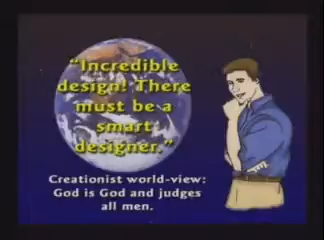 “Incredible
design! There
must be a
smart
designer.”
Creationist world-view:
God is God and judges
all men.